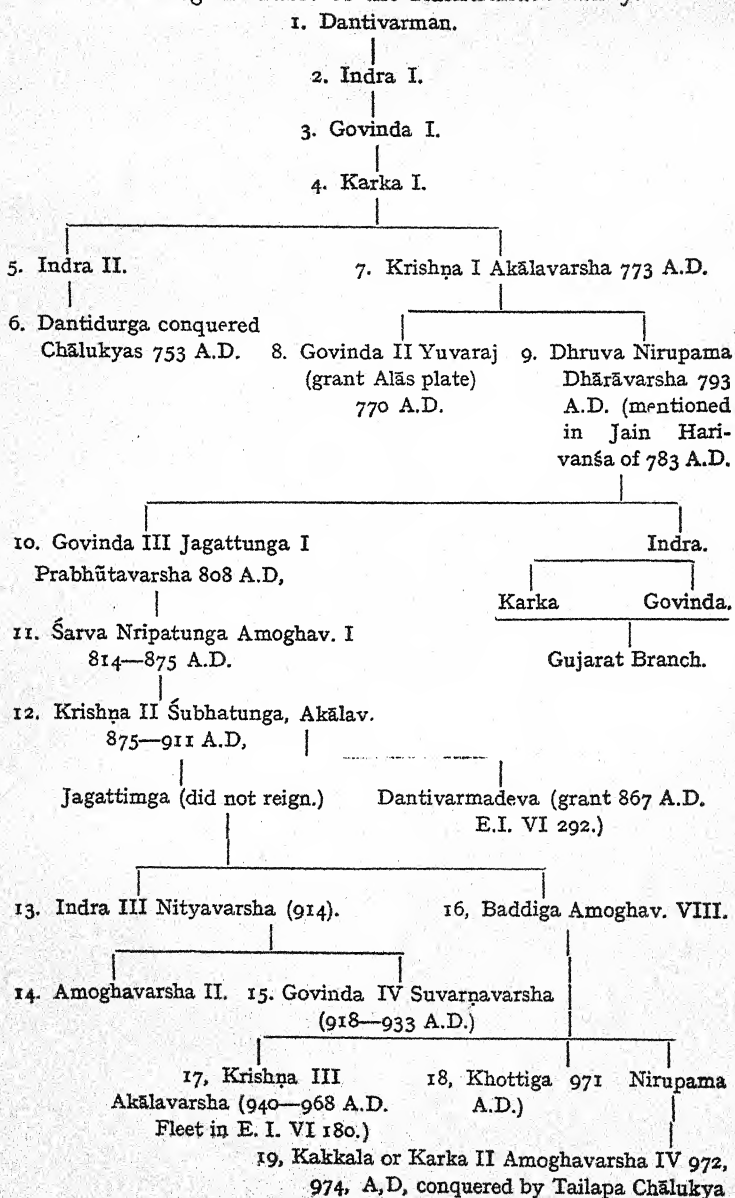 1. Dantivarman.
2. Indra I.
3. Govinda I.
4. Karka I.
5. Indra II.
7. Krishṇa I Akālavarsha 773 A.D.
6. Dantidurga conquered
Chālukyas 753 A.D.
8. Govinda II Yuvaraj
(grant Alās plate)
770 A.D.
9. Dhruva Nirupama
Dhārāvarsha 793
A.D. (mentioned
in Jain Hari-
vanśa of 783 A.D.
10. Govinda III Jagattunga I
Prabhūtavarsha 808 A.D,
Indra.
Karka Govinda.
Gujarat Branch.
11. Śarva Nripatunga Amoghav. I
814—875 A.D.
12. Krishṇa II Śubhatunga, Akālav.
875—911 A.D,
Jagattimga (did not reign.)
Dantivarmadeva (grant 867 A.D.
E.I. VI 292.)
13. Indra III Nityavarsha (914).
16, Baddiga Amoghav. VIII.
14. Amoghavarsha II.
15. Govinda IV Suvarṇavarsha
(918—933 A.D.)
17, Krishṇa III
Akālavarsha (940—968 A.D.
Fleet in E. I. VI 180.)
18, Khottiga 971
A.D.)
Nirupama
19, Kakkala or Karka II Amoghavarsha IV 972,
974, A,D, conquered by Tailapa Chālukya